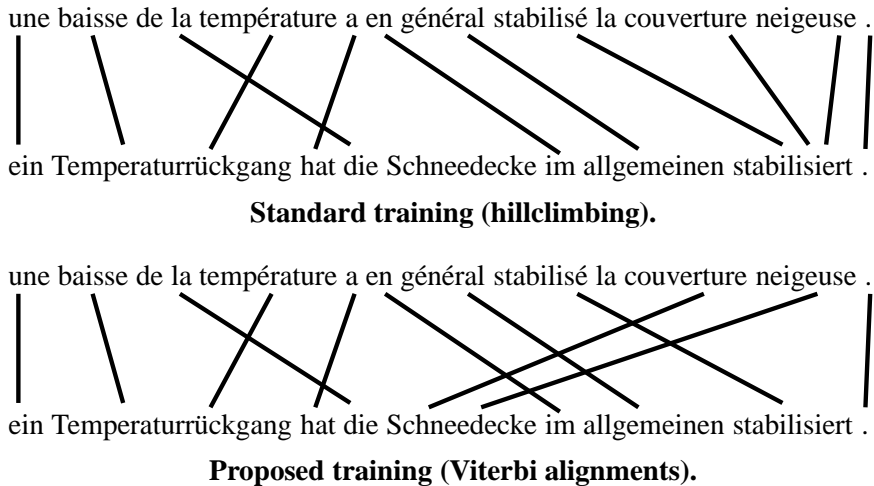 une baisse de la température a en général stabilisé la couverture neigeuse .
ein Temperaturrückgang hat die Schneedecke im allgemeinen stabilisiert .
Standard training (hillclimbing).
une baisse de la température a en général stabilisé la couverture neigeuse .
ein Temperaturrückgang hat die Schneedecke im allgemeinen stabilisiert .
Proposed training (Viterbi alignments).